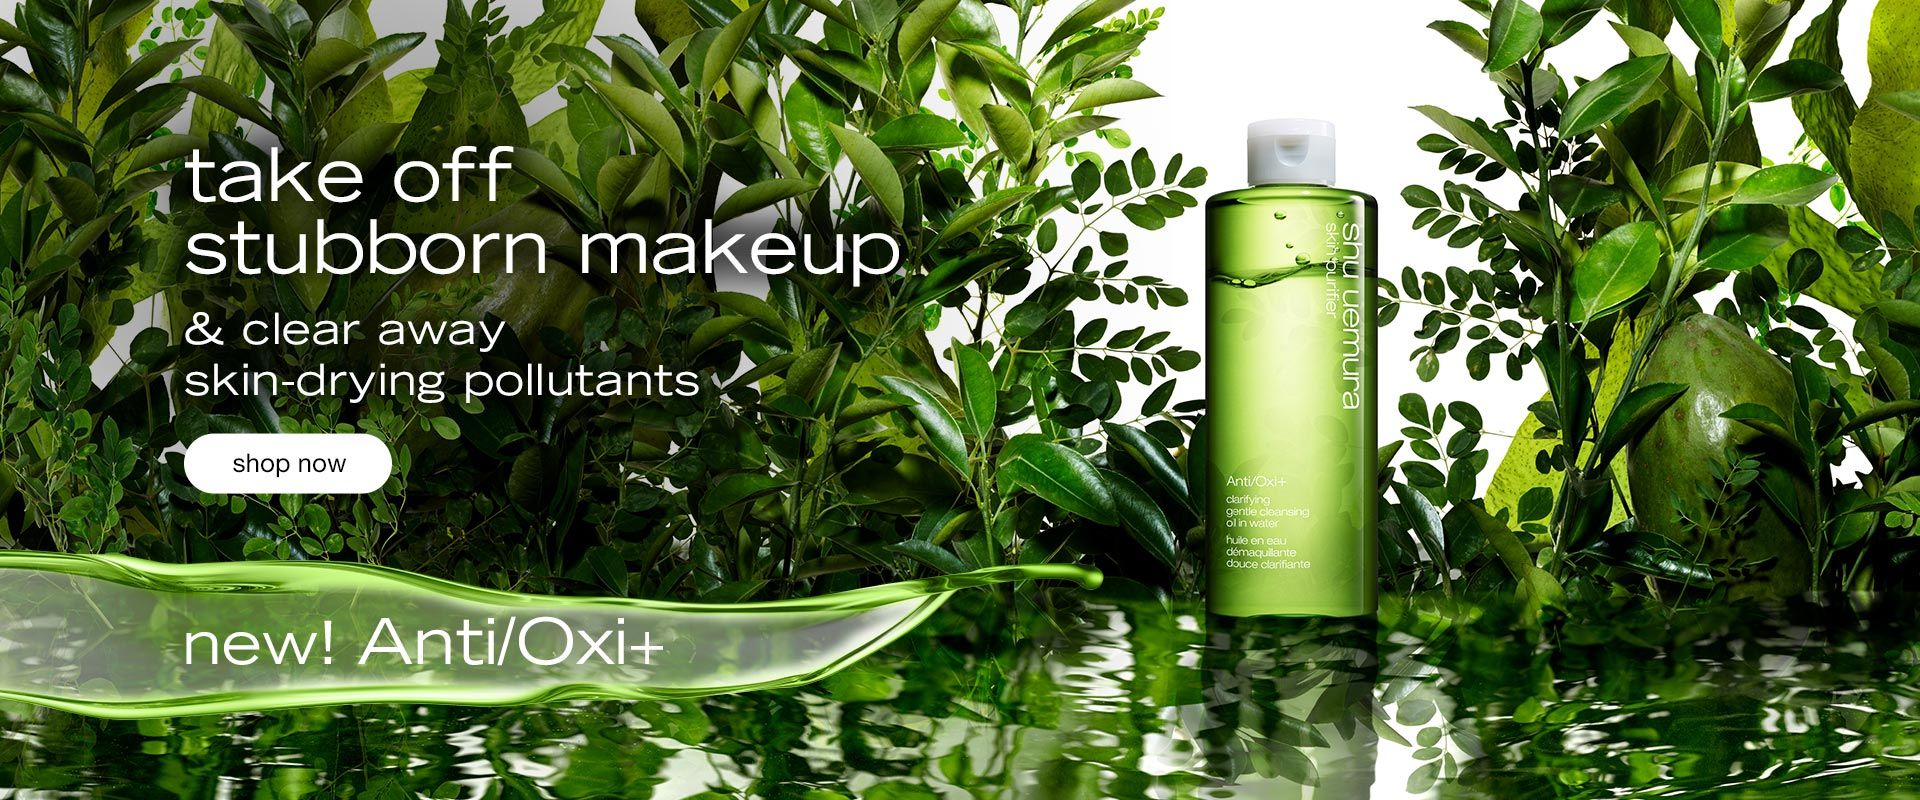 take off
stubborn makeup
& clear away
skin-drying pollutants
shop now
new! Anti/Oxi+
shu uemura
skin purifier
Anti/Oxi+
clarifying
gentle cleansing
oil in water
huile en eau
démaquillante
douce clarifiante